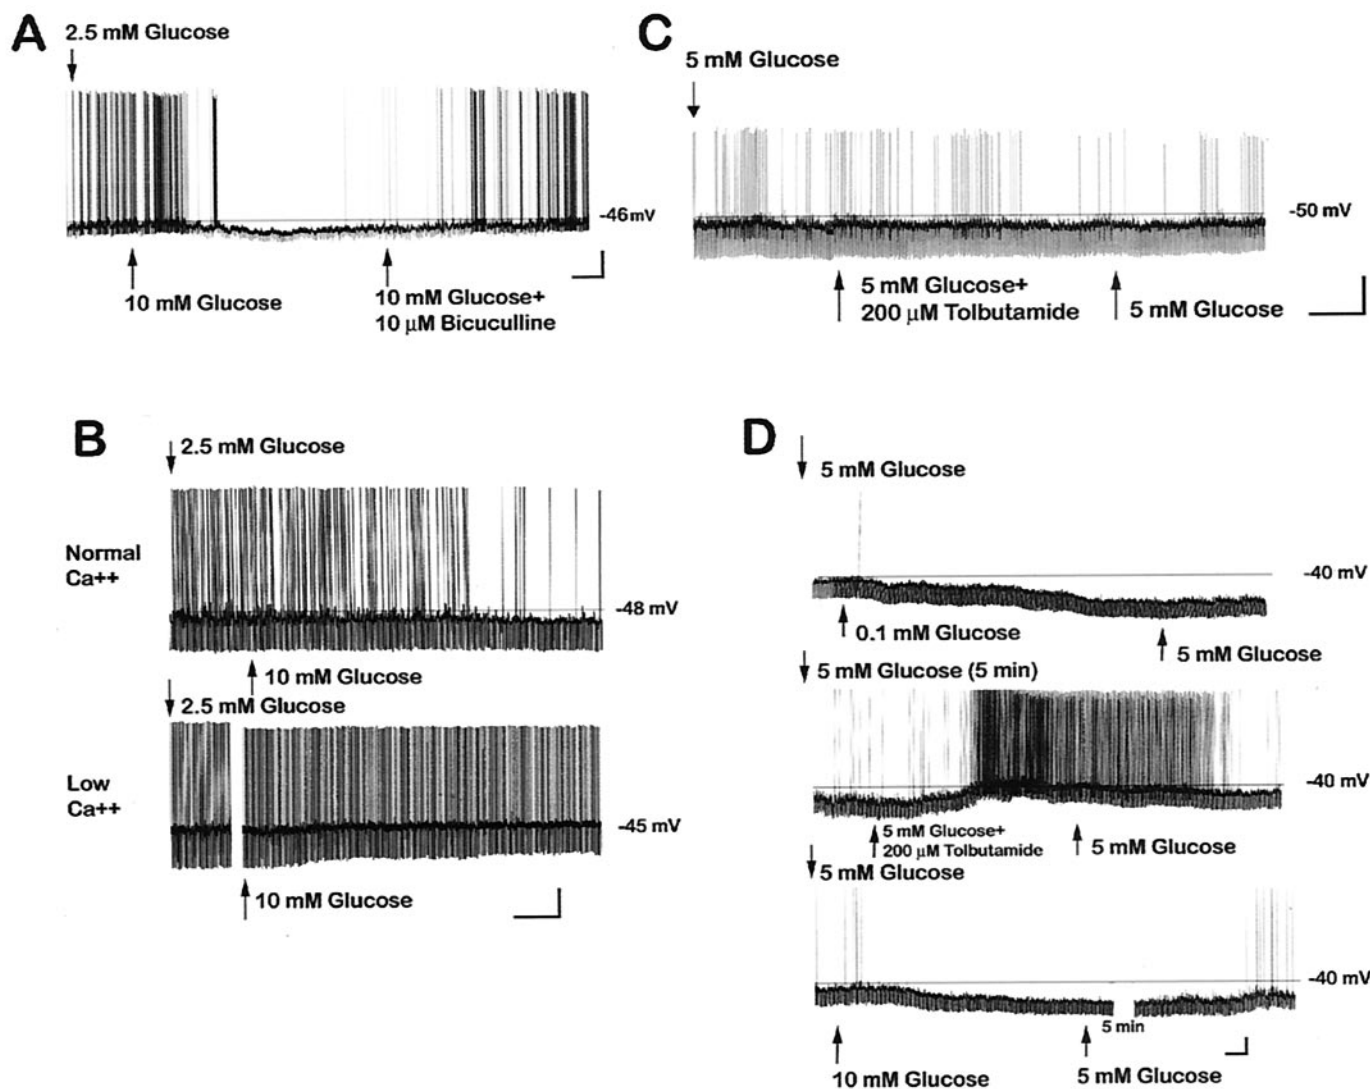 A
2.5 mM Glucose
-46 mV
10 mM Glucose
10 mM Glucose+
10 μM Bicuculline
C
5 mM Glucose
-50 mV
5 mM Glucose+
200 μM Tolbutamide
5 mM Glucose
B
2.5 mM Glucose
Normal
Ca++
-48 mV
10 mM Glucose
2.5 mM Glucose
Low
Ca++
-45 mV
10 mM Glucose
D
5 mM Glucose
-40 mV
0.1 mM Glucose
5 mM Glucose
5 mM Glucose (5 min)
-40 mV
5 mM Glucose+
200 μM Tolbutamide
5 mM Glucose
5 mM Glucose
-40 mV
5 min
10 mM Glucose
5 mM Glucose